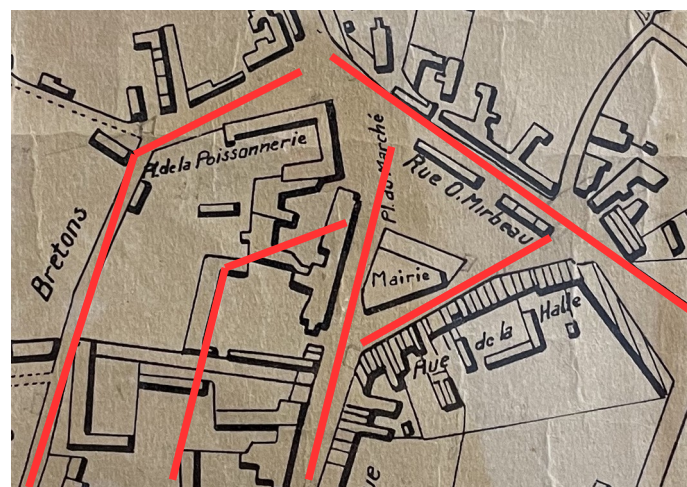 Pl. de la Poissonnerie
Pl. du Marché
Rue O. Mirbeau
Bretons
Mairie
Rue de la Halle